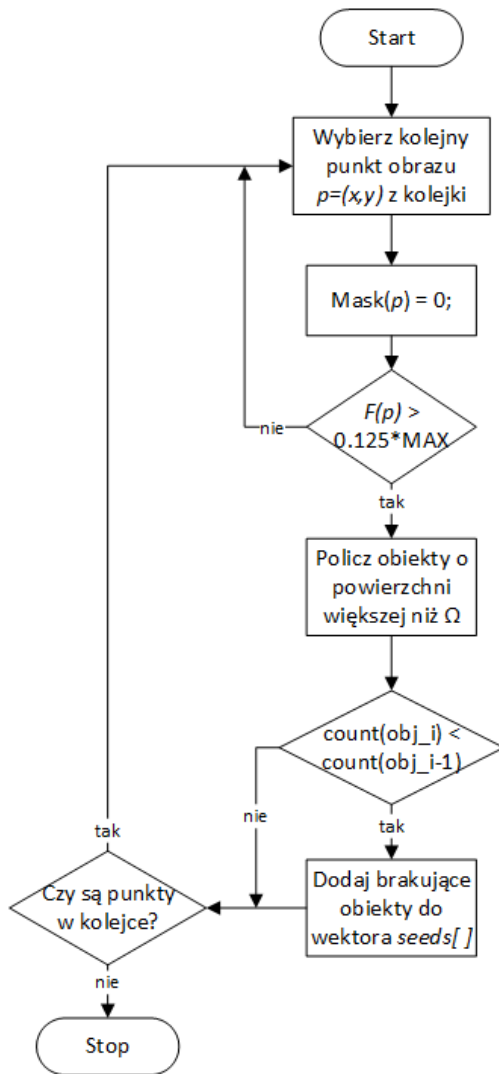 Start
Wybierz kolejny
punkt obrazu
p=(x,y) z kolejki
Mask(p) = 0;
F(p) >
0.125*MAX
nie
tak
Policz obiekty o
powierzchni
większej niż Ω
count(obj_i) <
count(obj_i-1)
nie
tak
Dodaj brakujące
obiekty do
wektora seeds[ ]
tak
Czy są punkty
w kolejce?
nie
Stop